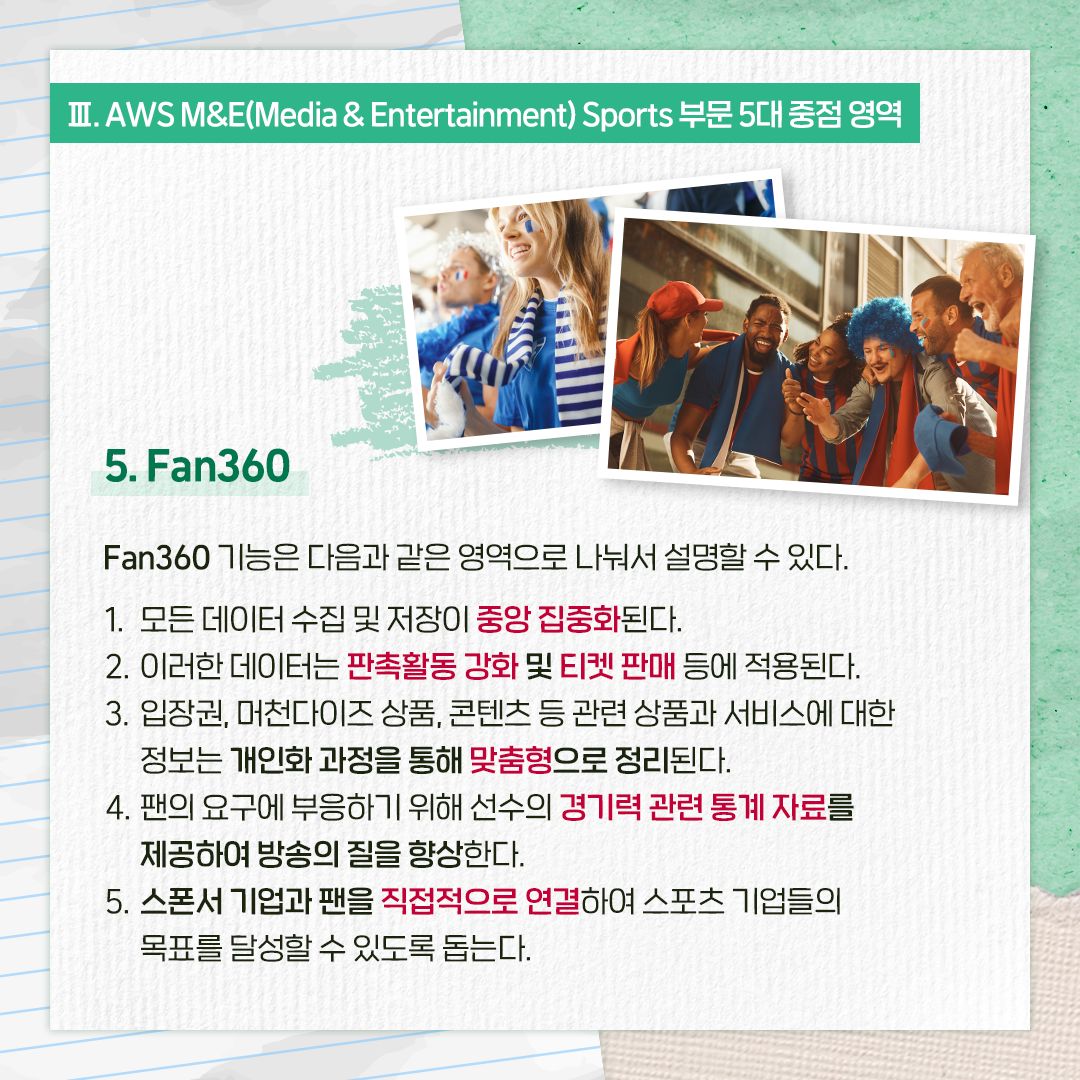 Ⅲ. AWS M&E(Media & Entertainment) Sports 부문 5대 중점 영역
5. Fan360
Fan360 기능은 다음과 같은 영역으로 나눠서 설명할 수 있다.
1. 모든 데이터 수집 및 저장이 중앙 집중화된다.
2. 이러한 데이터는 판촉활동 강화 및 티켓 판매 등에 적용된다.
3. 입장권, 머천다이즈 상품, 콘텐츠 등 관련 상품과 서비스에 대한
정보는 개인화 과정을 통해 맞춤형으로 정리된다.
4. 팬의 요구에 부응하기 위해 선수의 경기력 관련 통계 자료를
제공하여 방송의 질을 향상한다.
5. 스폰서 기업과 팬을 직접적으로 연결하여 스포츠 기업들의
목표를 달성할 수 있도록 돕는다.